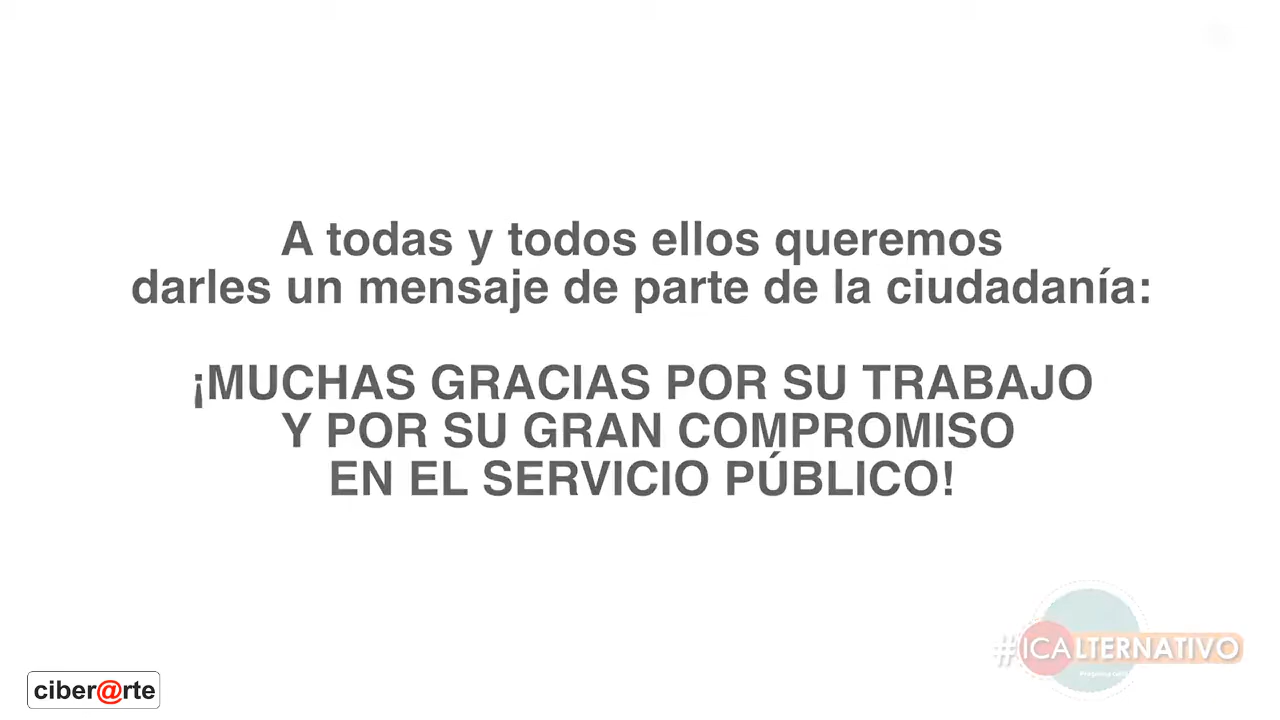 A todas y todos ellos queremos
darles un mensaje de parte de la ciudadanía:
¡MUCHAS GRACIAS POR SU TRABAJO
Y POR SU GRAN COMPROMISO
EN EL SERVICIO PÚBLICO!
#ICALTERNATIVO
ciber@rte